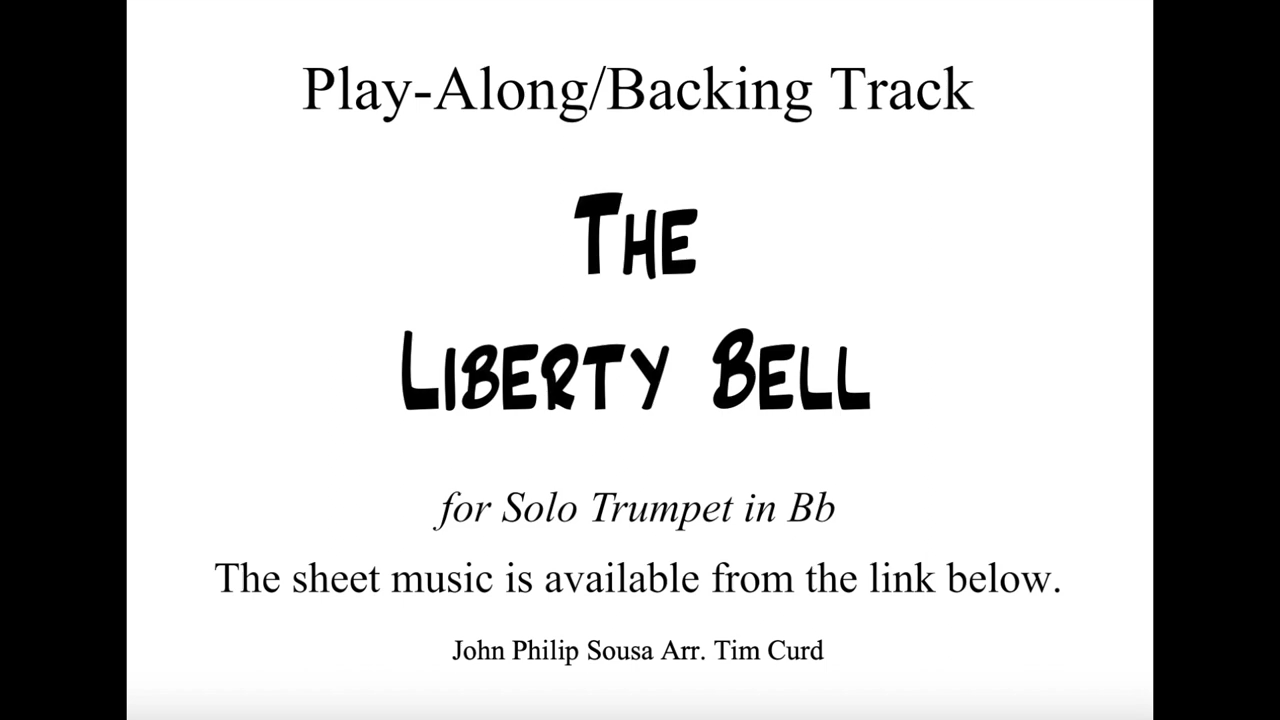 Play-Along/Backing Track
The
Liberty Bell
for Solo Trumpet in Bb
The sheet music is available from the link below.
John Philip Sousa Arr. Tim Curd